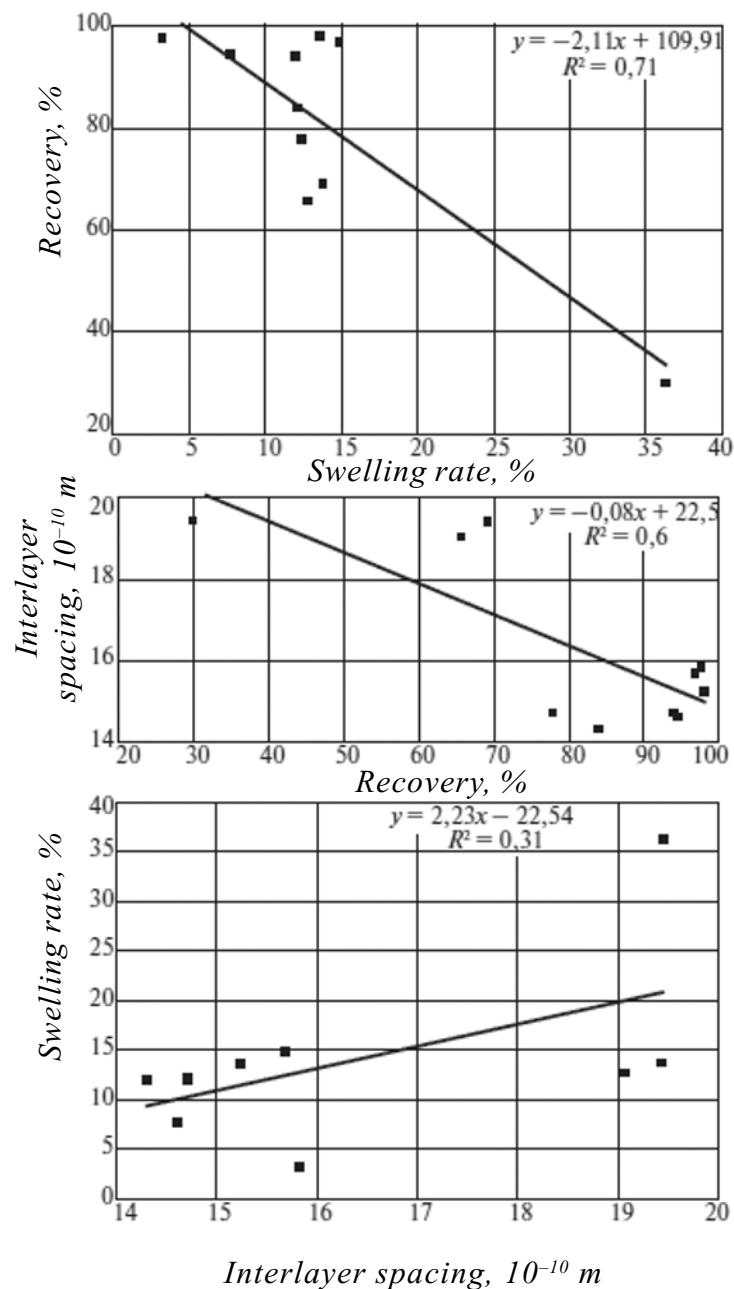 y = −2,11x + 109,91
R² = 0,71
Recovery, %
100
80
60
40
20
0 5 10 15 20 25 30 35 40
Swelling rate, %
y = −0,08x + 22,5
R² = 0,6
Interlayer
spacing, 10⁻¹⁰ m
20
18
16
14
20 30 40 50 60 70 80 90 100
Recovery, %
y = 2,23x − 22,54
R² = 0,31
Swelling rate, %
40
35
30
25
20
15
10
5
0
14 15 16 17 18 19 20
Interlayer spacing, 10⁻¹⁰ m